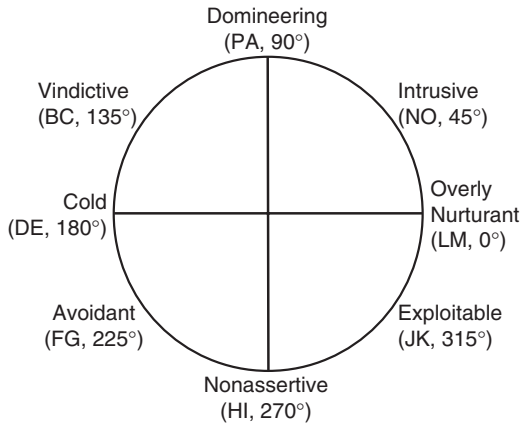 Domineering
(PA, 90°)
Vindictive
(BC, 135°)
Intrusive
(NO, 45°)
Cold
(DE, 180°)
Overly
Nurturant
(LM, 0°)
Avoidant
(FG, 225°)
Exploitable
(JK, 315°)
Nonassertive
(HI, 270°)